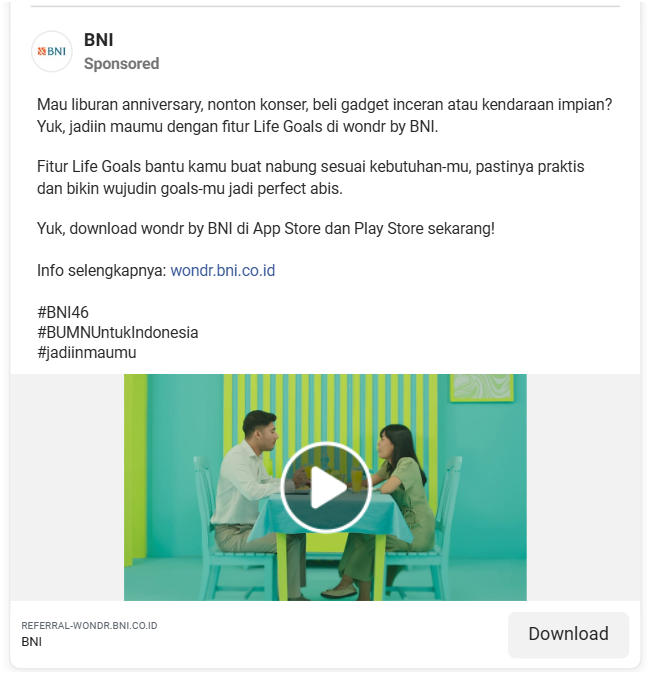 BNI
BNI
Sponsored
Mau liburan anniversary, nonton konser, beli gadget inceran atau kendaraan impian?
Yuk, jadiin maumu dengan fitur Life Goals di wondr by BNI.
Fitur Life Goals bantu kamu buat nabung sesuai kebutuhan-mu, pastinya praktis
dan bikin wujudin goals-mu jadi perfect abis.
Yuk, download wondr by BNI di App Store dan Play Store sekarang!
Info selengkapnya: wondr.bni.co.id
#BNI46
#BUMNUntukIndonesia
#jadiinmaumu
REFERRAL-WONDR.BNI.CO.ID
BNI
Download